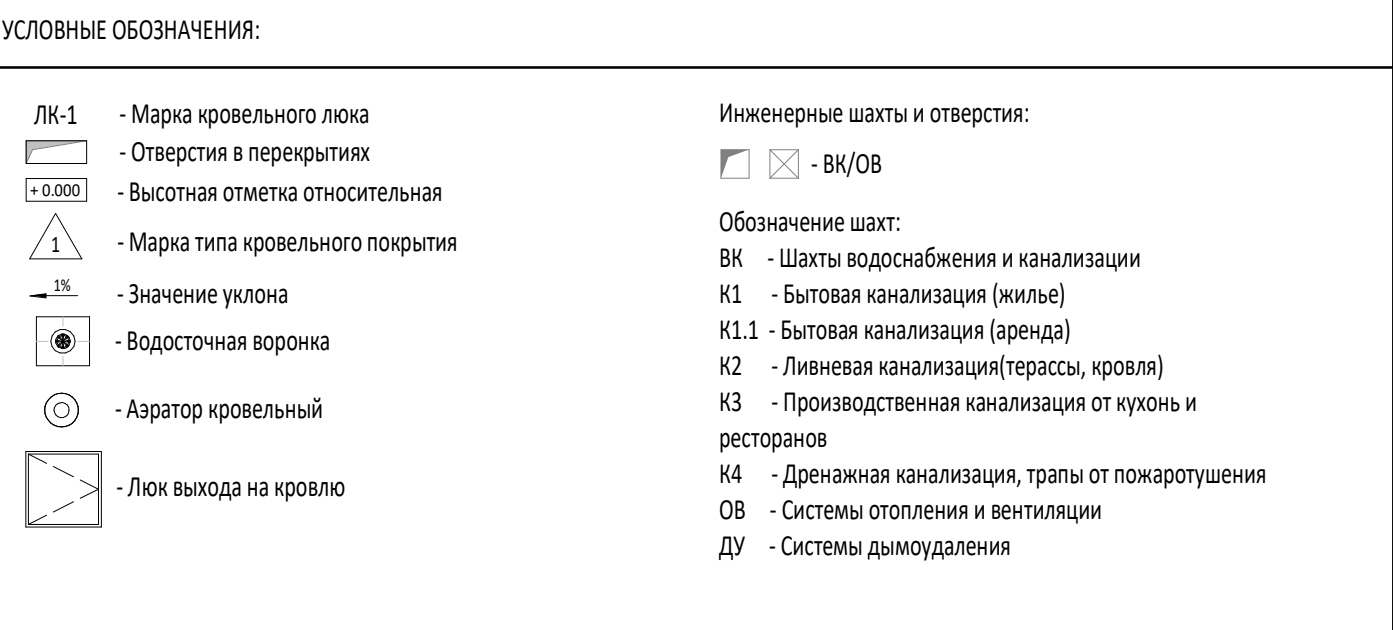 УСЛОВНЫЕ ОБОЗНАЧЕНИЯ:
ЛК-1 - Марка кровельного люка
- Отверстия в перекрытиях
+ 0.000 - Высотная отметка относительная
1 - Марка типа кровельного покрытия
1% - Значение уклона
- Водосточная воронка
- Аэратор кровельный
- Люк выхода на кровлю
Инженерные шахты и отверстия:
- ВК/ОВ
Обозначение шахт:
ВК - Шахты водоснабжения и канализации
К1 - Бытовая канализация (жилье)
К1.1 - Бытовая канализация (аренда)
К2 - Ливневая канализация(терассы, кровля)
К3 - Производственная канализация от кухонь и
ресторанов
К4 - Дренажная канализация, трапы от пожаротушения
ОВ - Системы отопления и вентиляции
ДУ - Системы дымоудаления